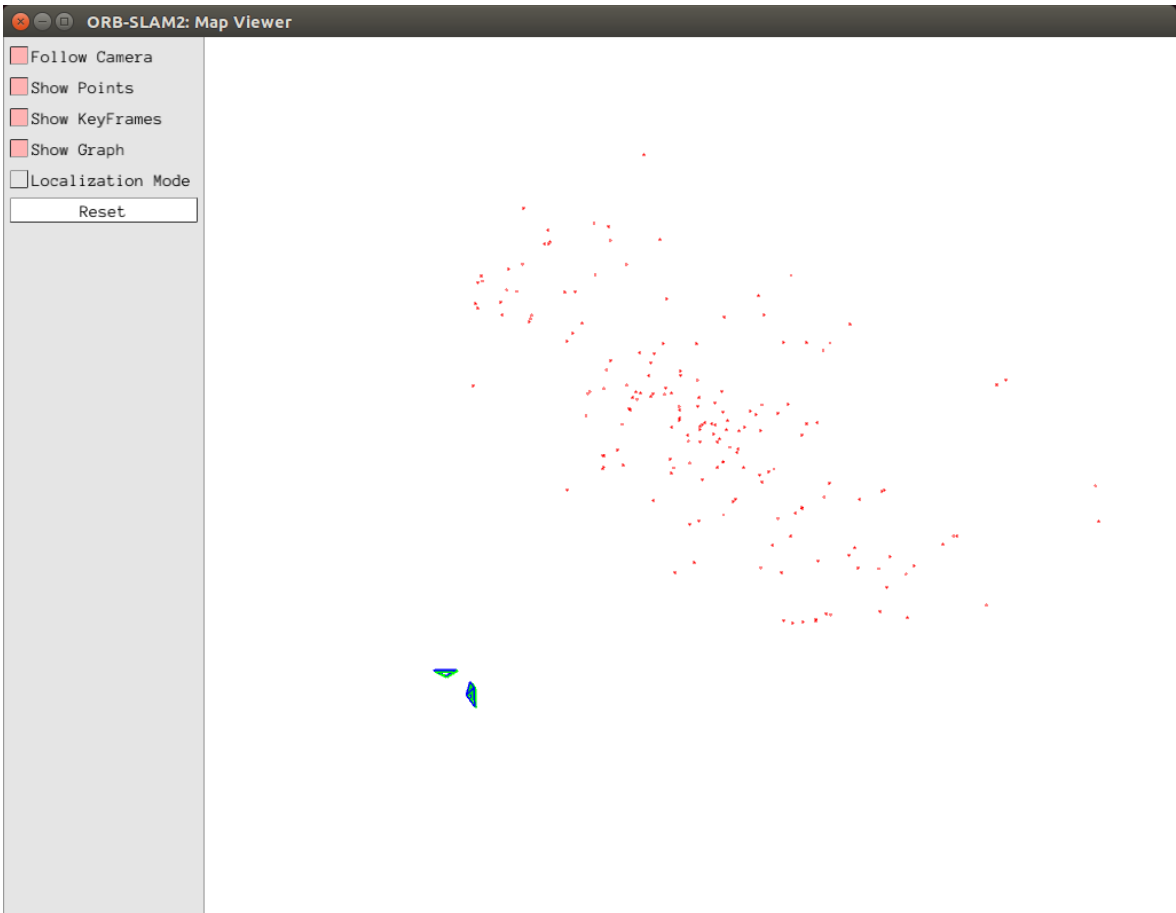 ORB-SLAM2: Map Viewer
Follow Camera
Show Points
Show KeyFrames
Show Graph
Localization Mode
Reset